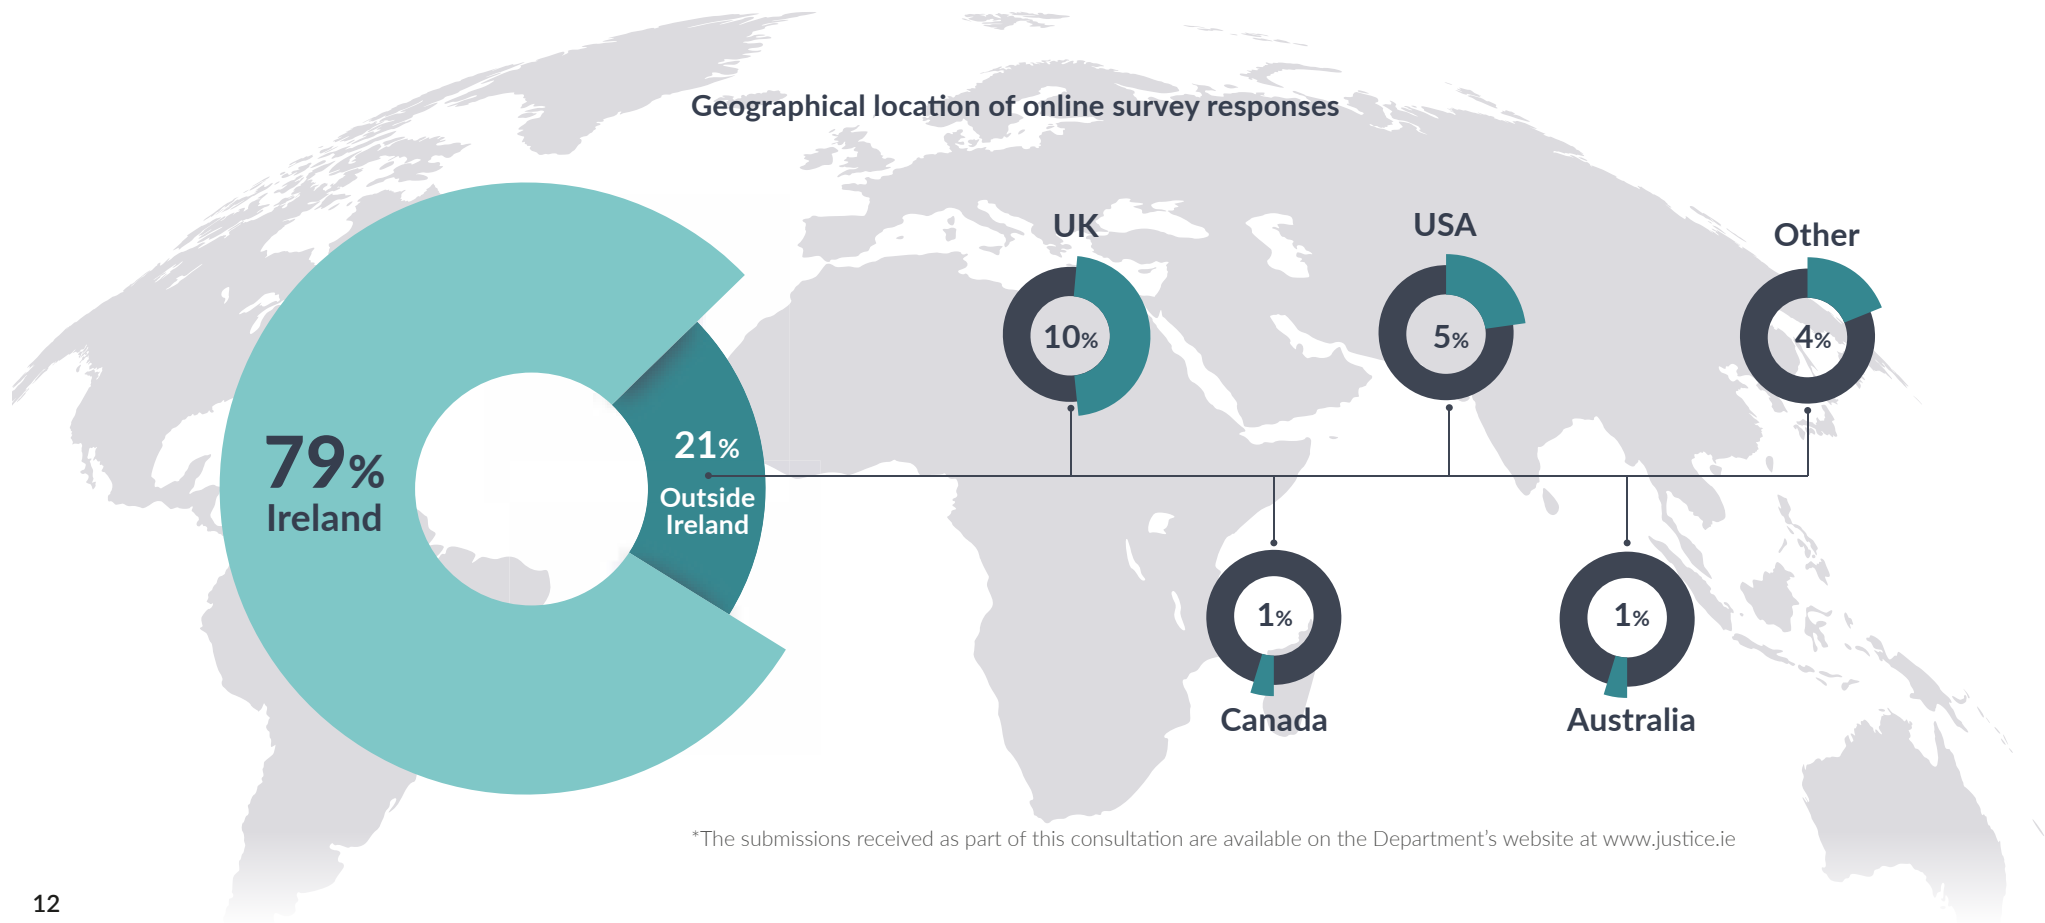 Geographical location of online survey responses
UK
USA
Other
10%
5%
4%
79%
Ireland
21%
Outside
Ireland
1%
1%
Canada
Australia
*The submissions received as part of this consultation are available on the Department’s website at www.justice.ie
12